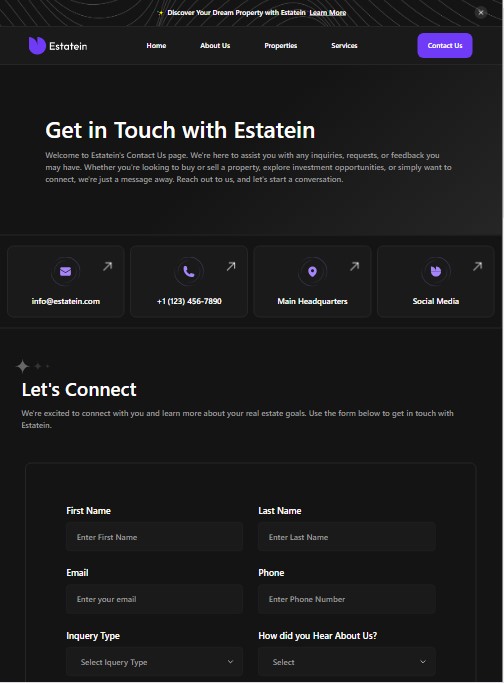 ✨ Discover Your Dream Property with Estatein Learn More
Estatein
Home
About Us
Properties
Services
Contact Us
Get in Touch with Estatein
Welcome to Estatein's Contact Us page. We're here to assist you with any inquiries, requests, or feedback you
may have. Whether you're looking to buy or sell a property, explore investment opportunities, or simply want to
connect, we're just a message away. Reach out to us, and let's start a conversation.
info@estatein.com
+1 (123) 456-7890
Main Headquarters
Social Media
Let's Connect
We're excited to connect with you and learn more about your real estate goals. Use the form below to get in touch with
Estatein.
First Name
Last Name
Enter First Name
Enter Last Name
Email
Phone
Enter your email
Enter Phone Number
Inquery Type
How did you Hear About Us?
Select Iquery Type
Select